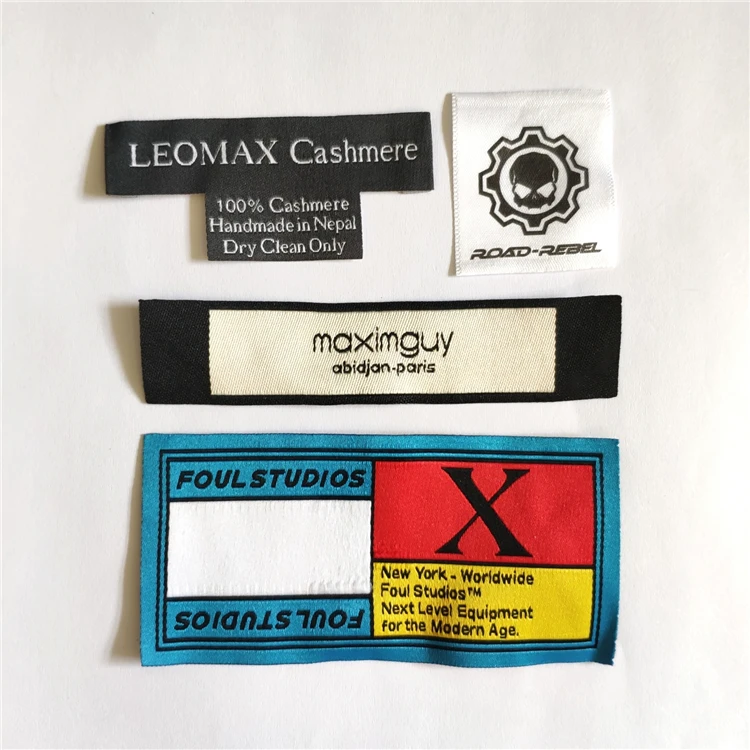 LEOMAX Cashmere
100% Cashmere
Handmade in Nepal
Dry Clean Only
ROAD-REBEL
maximguy
abidjan-paris
FOUL STUDIOS
X
New York - Worldwide
Foul Studios™
Next Level Equipment
for the Modern Age.
FOUL STUDIOS